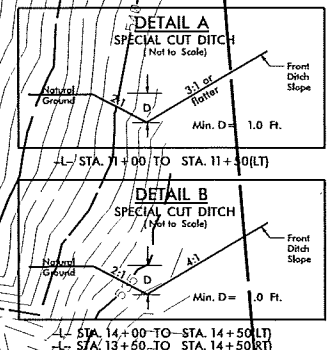 DETAIL A
SPECIAL CUT DITCH
(Not to Scale)
Natural
Ground
2:1
D
3:1 or
flatter
Front
Ditch
Slope
Min. D= 1.0 Ft.
-L- STA. 11+00 TO STA. 11+50(LT)
DETAIL B
SPECIAL CUT DITCH
(Not to Scale)
Natural
Ground
2:1
D
4:1
Front
Ditch
Slope
Min. D= .0 Ft.
-L- STA. 14+00 TO STA. 14+50(LT)
-L- STA. 13+50 TO STA. 14+50(RT)